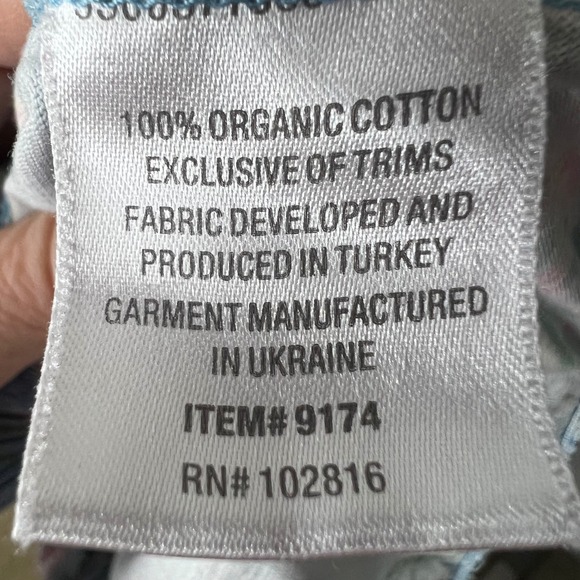 100% ORGANIC COTTON
EXCLUSIVE OF TRIMS
FABRIC DEVELOPED AND
PRODUCED IN TURKEY
GARMENT MANUFACTURED
IN UKRAINE
ITEM# 9174
RN# 102816